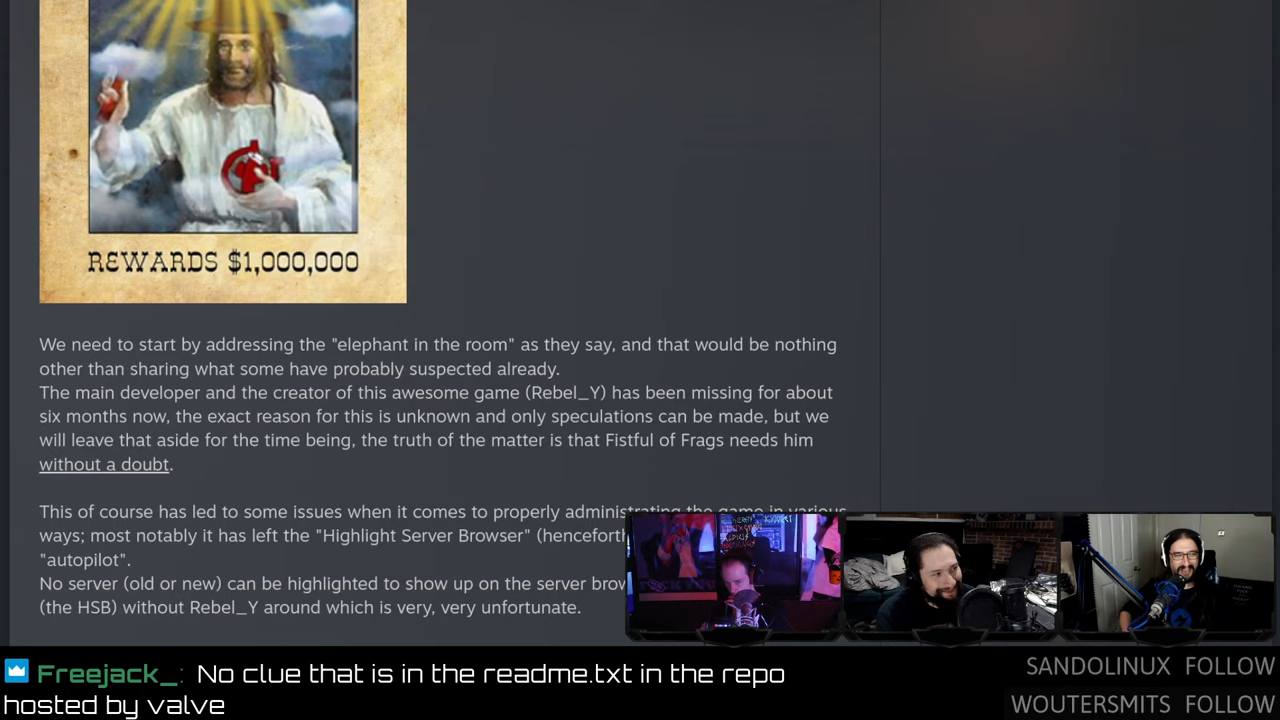 REWARDS $1,000,000
We need to start by addressing the "elephant in the room" as they say, and that would be nothing
other than sharing what some have probably suspected already.
The main developer and the creator of this awesome game (Rebel_Y) has been missing for about
six months now, the exact reason for this is unknown and only speculations can be made, but we
will leave that aside for the time being, the truth of the matter is that Fistful of Frags needs him
without a doubt.
This of course has led to some issues when it comes to properly administrating the game in various
ways; most notably it has left the "Highlight Server Browser" (henceforth
"autopilot".
No server (old or new) can be highlighted to show up on the server brow
(the HSB) without Rebel_Y around which is very, very unfortunate.
Freejack_: No clue that is in the readme.txt in the repo
hosted by valve
SANDOLINUX FOLLOW
WOUTERSMITS FOLLOW